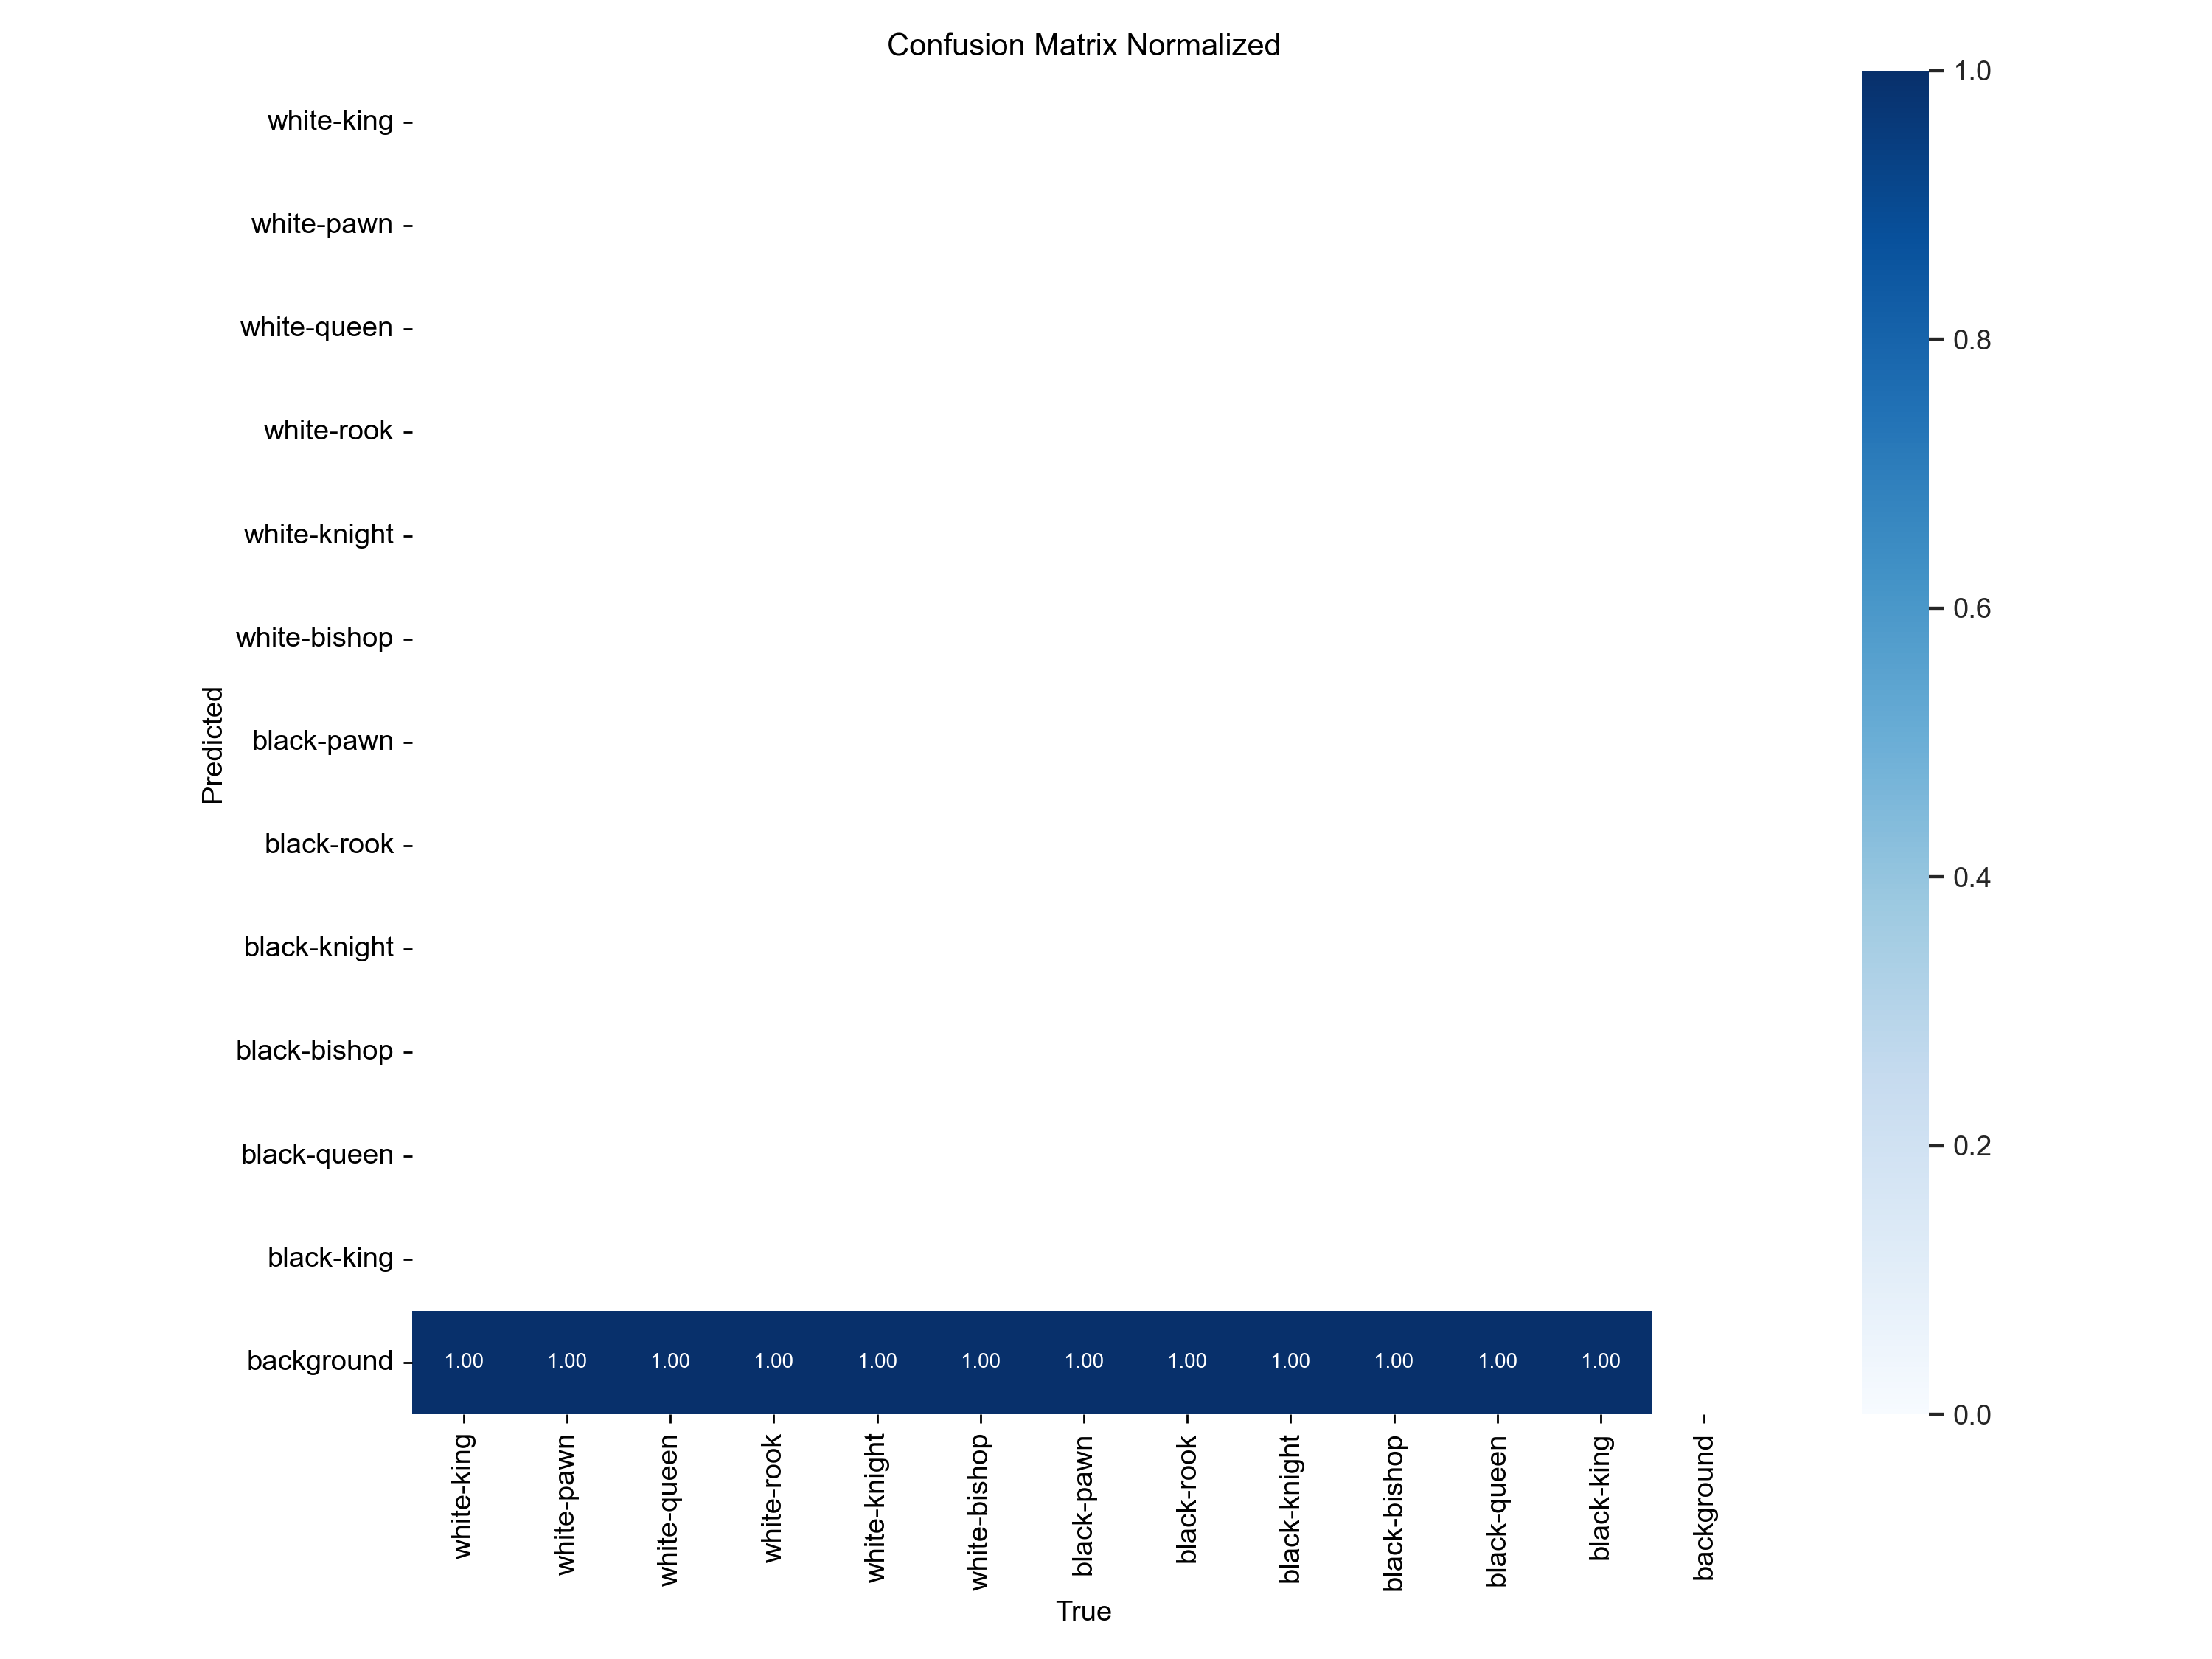 Confusion Matrix Normalized
white-king
white-pawn
white-queen
white-rook
white-knight
white-bishop
black-pawn
black-rook
black-knight
black-bishop
black-queen
black-king
background
Predicted
1.00 1.00 1.00 1.00 1.00 1.00 1.00 1.00 1.00 1.00 1.00 1.00
white-king white-pawn white-queen white-rook white-knight white-bishop black-pawn black-rook black-knight black-bishop black-queen black-king background
True
1.0
0.8
0.6
0.4
0.2
0.0